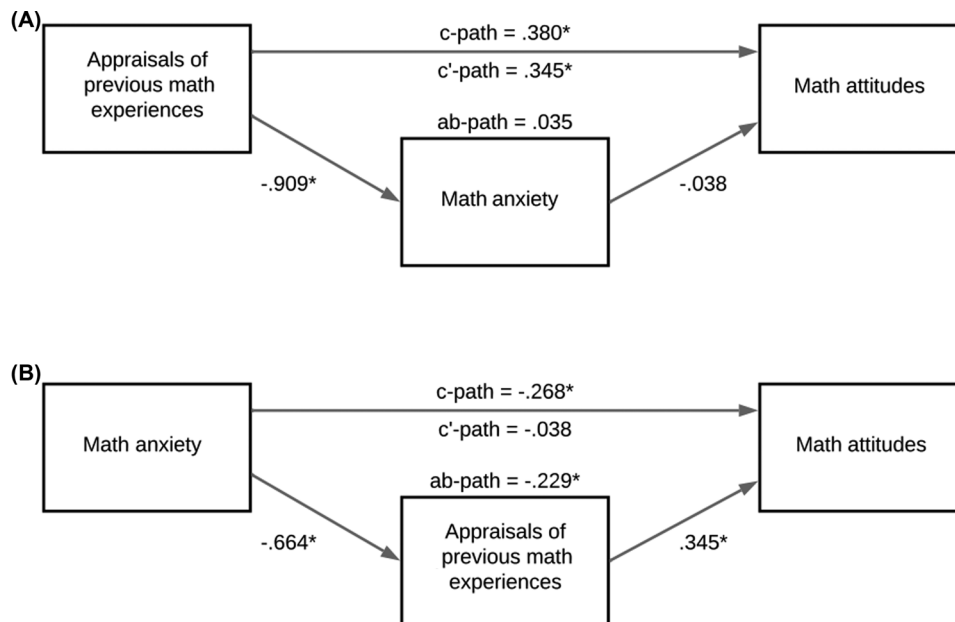 (A)
Appraisals of
previous math
experiences
c-path = .380*
c'-path = .345*
Math attitudes
ab-path = .035
-.909*
Math anxiety
-.038
(B)
Math anxiety
c-path = -.268*
c'-path = -.038
Math attitudes
ab-path = -.229*
-.664*
Appraisals of
previous math
experiences
.345*